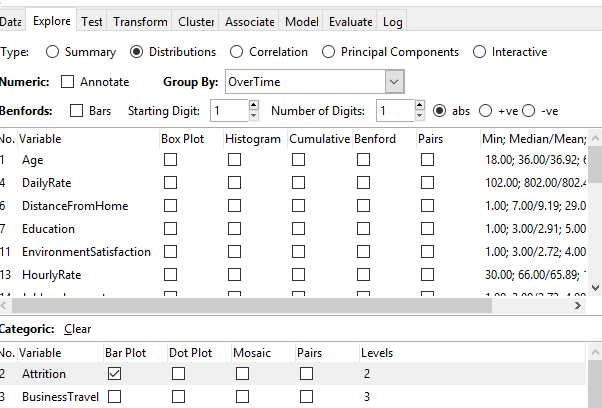 Data Explore Test Transform Cluster Associate Model Evaluate Log
Type: Summary Distributions Correlation Principal Components Interactive
Numeric: Annotate Group By: OverTime
Benfords: Bars Starting Digit: 1 Number of Digits: 1 abs +ve -ve
No. Variable Box Plot Histogram Cumulative Benford Pairs Min; Median/Mean;
1 Age 18.00; 36.00/36.92; 6
4 DailyRate 102.00; 802.00/802.4
6 DistanceFromHome 1.00; 7.00/9.19; 29.0
7 Education 1.00; 3.00/2.91; 5.00
11 EnvironmentSatisfaction 1.00; 3.00/2.72; 4.00
13 HourlyRate 30.00; 66.00/65.89; 1
Categoric: Clear
No. Variable Bar Plot Dot Plot Mosaic Pairs Levels
2 Attrition 2
3 BusinessTravel 3